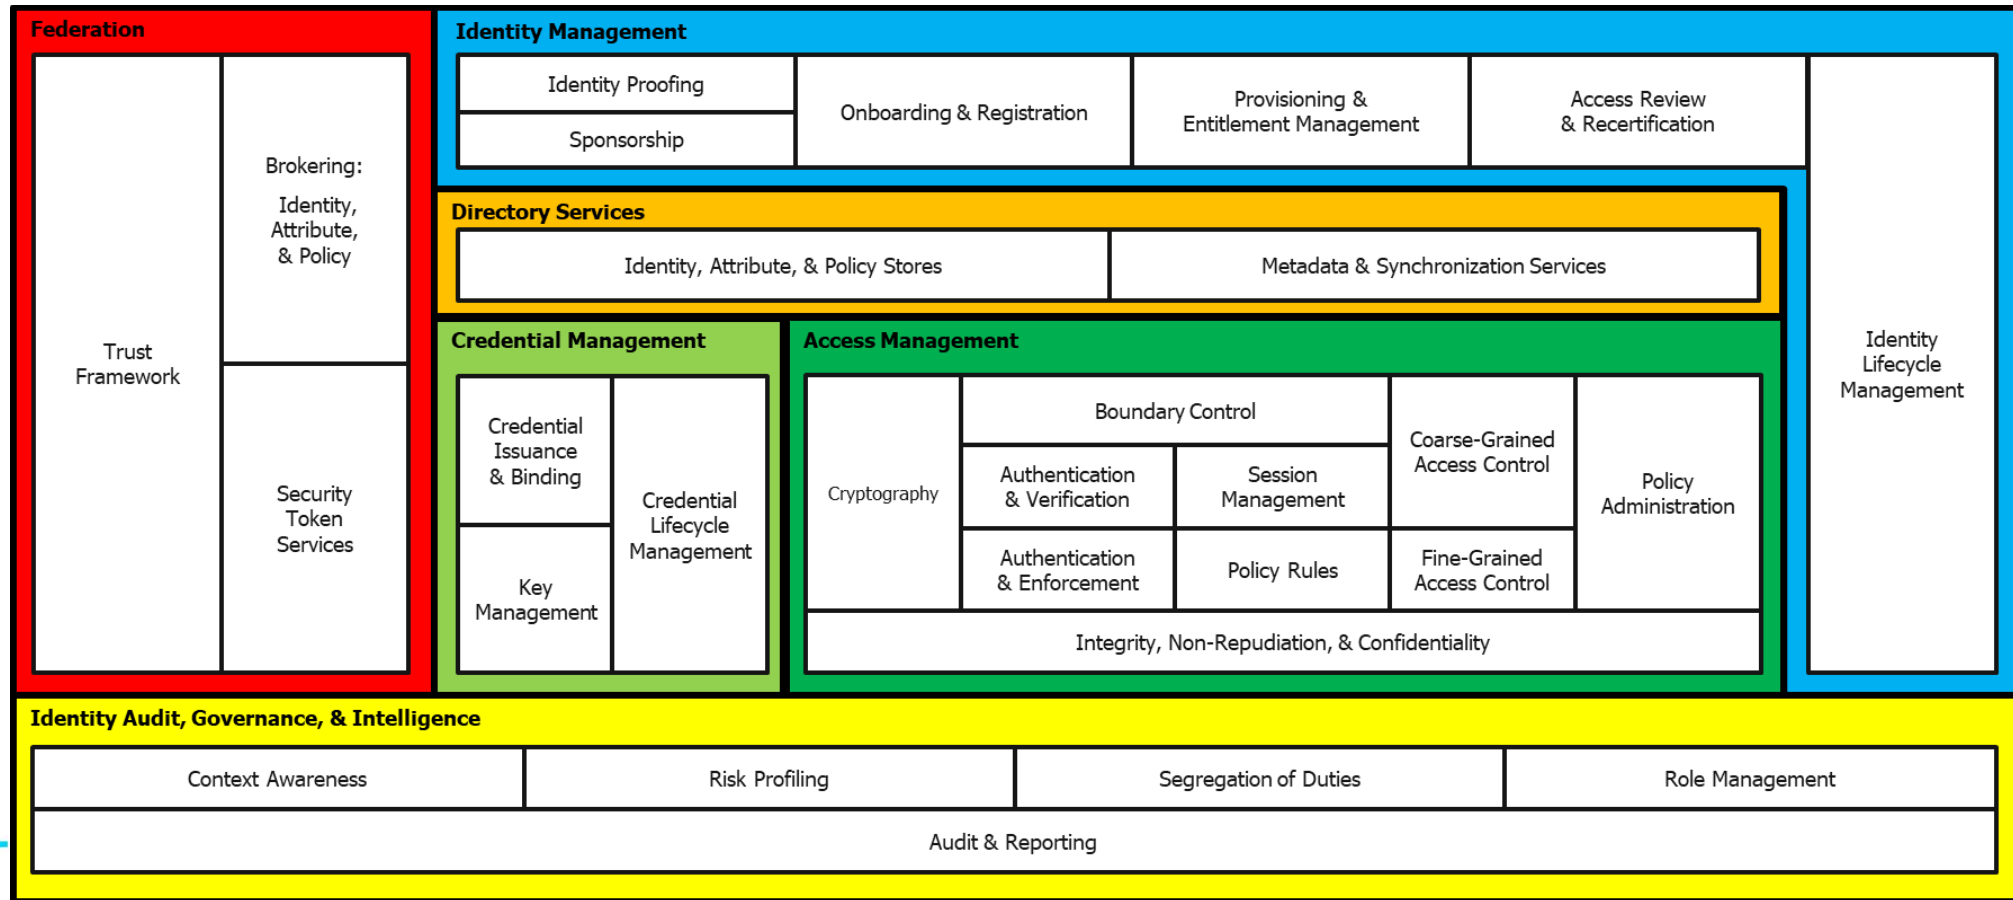 Federation
Trust
Framework
Brokering:
Identity,
Attribute,
& Policy
Security
Token
Services
Identity Management
Identity Proofing
Sponsorship
Onboarding & Registration
Provisioning &
Entitlement Management
Access Review
& Recertification
Identity
Lifecycle
Management
Directory Services
Identity, Attribute, & Policy Stores
Metadata & Synchronization Services
Credential Management
Credential
Issuance
& Binding
Key
Management
Credential
Lifecycle
Management
Access Management
Cryptography
Boundary Control
Authentication
& Verification
Session
Management
Authentication
& Enforcement
Policy Rules
Coarse-Grained
Access Control
Fine-Grained
Access Control
Policy
Administration
Integrity, Non-Repudiation, & Confidentiality
Identity Audit, Governance, & Intelligence
Context Awareness
Risk Profiling
Segregation of Duties
Role Management
Audit & Reporting